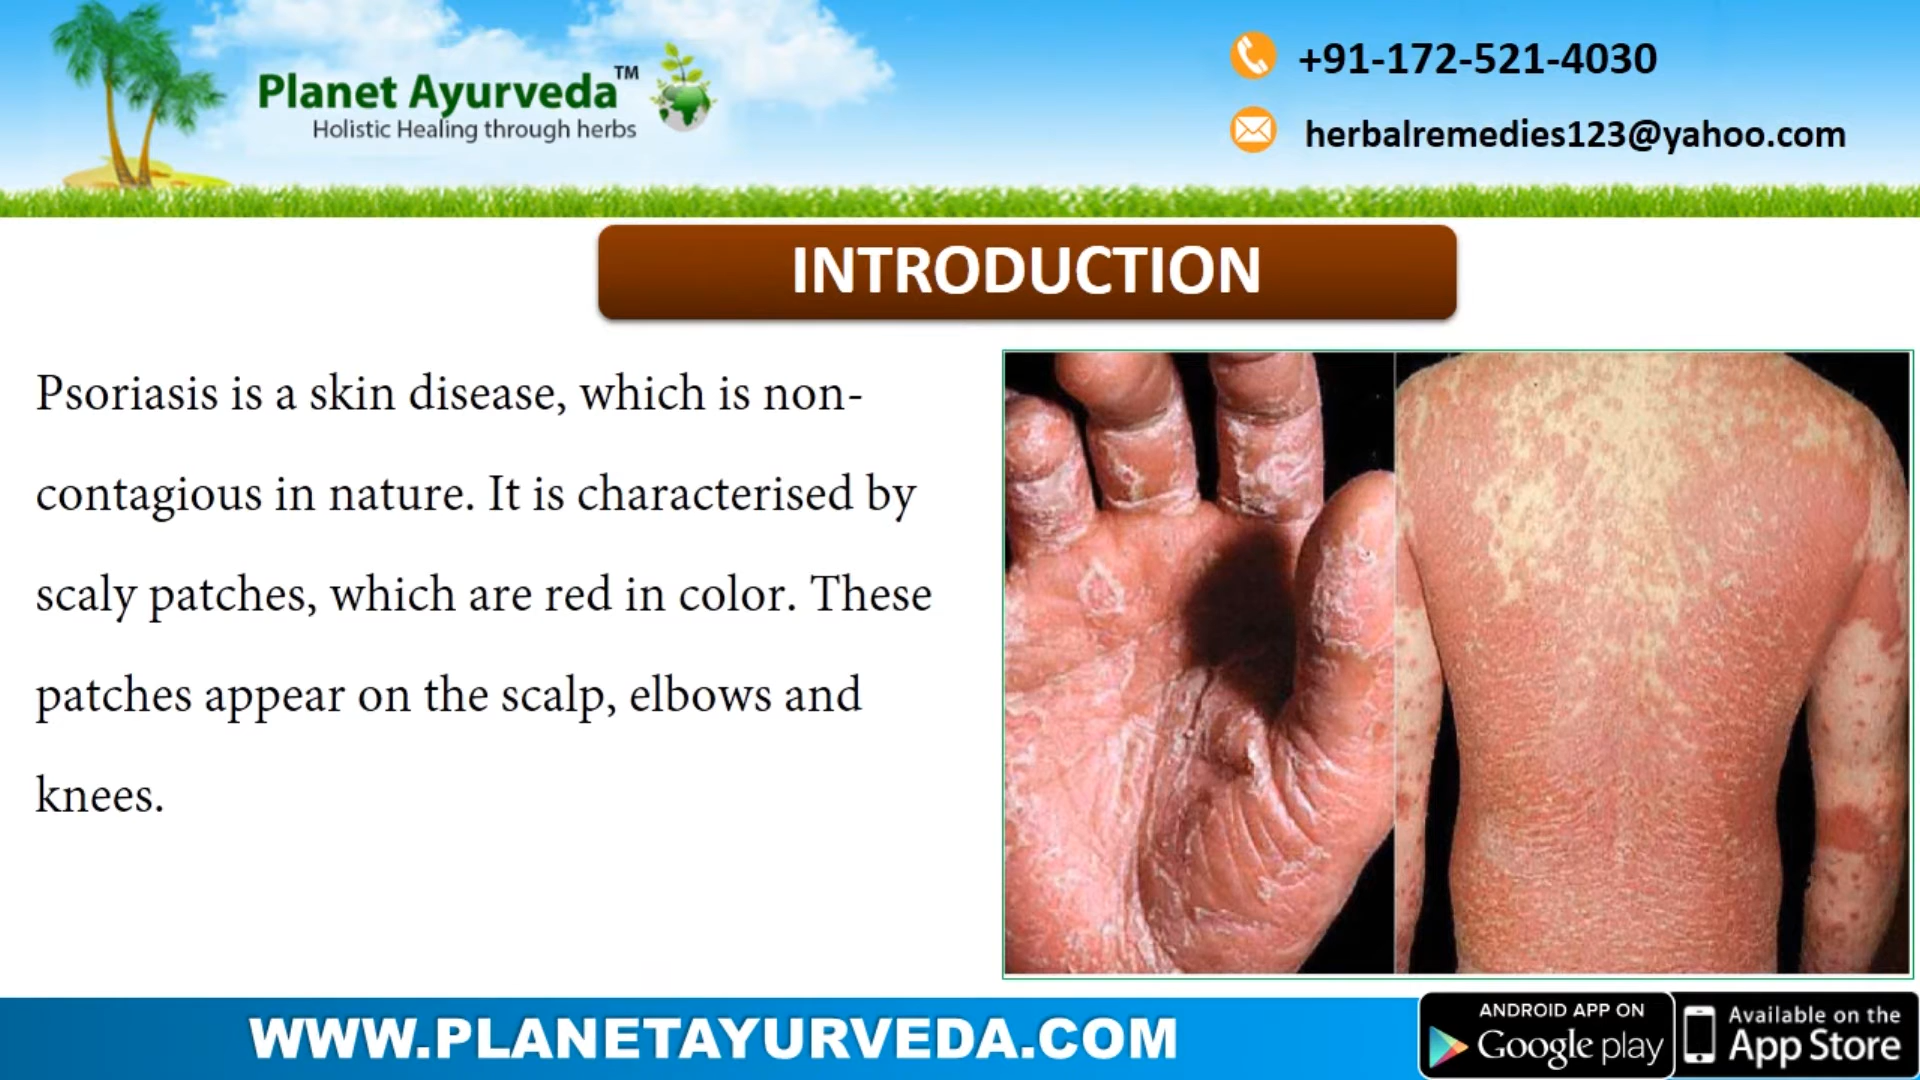 Planet Ayurveda™
Holistic Healing through herbs
+91-172-521-4030
herbalremedies123@yahoo.com
INTRODUCTION
Psoriasis is a skin disease, which is non-
contagious in nature. It is characterised by
scaly patches, which are red in color. These
patches appear on the scalp, elbows and
knees.
WWW.PLANETAYURVEDA.COM
ANDROID APP ON
Google play
Available on the
App Store